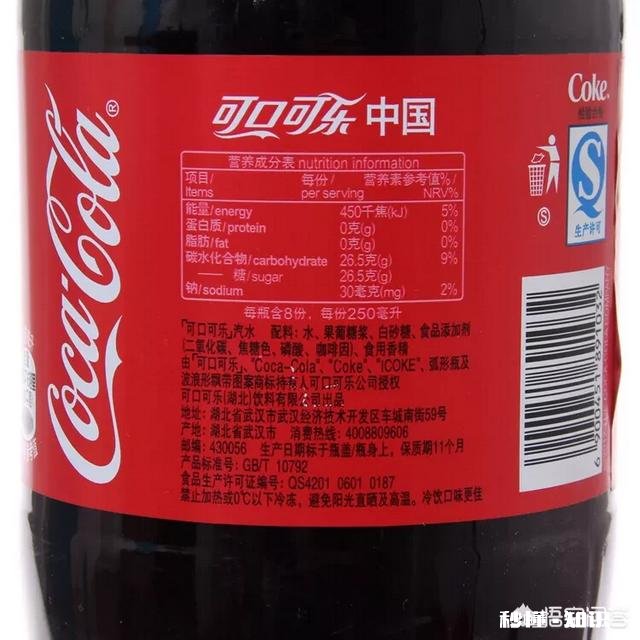 Coca-Cola®
可口可乐 中国
Coke
营养成分表 nutrition information
项目/ 每份/ 营养素参考值%/
Items per serving NRV%
能量/energy 450千焦(kJ) 5%
蛋白质/protein 0克(g) 0%
脂肪/fat 0克(g) 0%
碳水化合物/carbohydrate 26.5克(g) 9%
——糖/sugar 26.5克(g)
钠/sodium 30毫克(mg) 2%
每瓶含8份, 每份250毫升
“可口可乐”汽水 配料: 水、果葡糖浆、白砂糖、食品添加剂
(二氧化碳、焦糖色、磷酸、咖啡因)、食用香精
由“可口可乐”、“Coca-Cola”、“Coke”、“ICOKE”、弧形瓶及
波浪形飘带图案商标持有人可口可乐公司授权
可口可乐(湖北)饮料有限公司出品
地址: 湖北省武汉市武汉经济技术开发区车城南街59号
产地: 湖北省武汉市 消费热线: 4008809606
邮编: 430056 生产日期标于瓶盖/瓶身上, 保质期11个月
产品标准号: GB/T 10792
食品生产许可证编号: QS4201 0601 0187
禁止加热或0℃以下冷冻, 避免阳光直晒及高温。冷饮口味更佳
S
生产许可
悟空问答